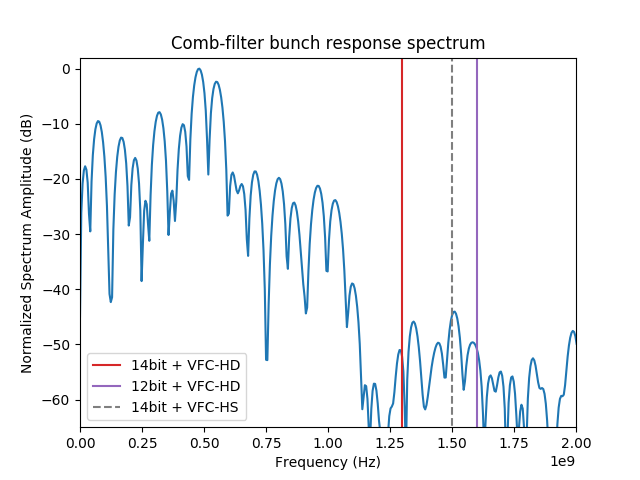 Comb-filter bunch response spectrum
Normalized Spectrum Amplitude (dB)
0
−10
−20
−30
−40
−50
−60
14bit + VFC-HD
12bit + VFC-HD
14bit + VFC-HS
0.00 0.25 0.50 0.75 1.00 1.25 1.50 1.75 2.00
Frequency (Hz)
1e9